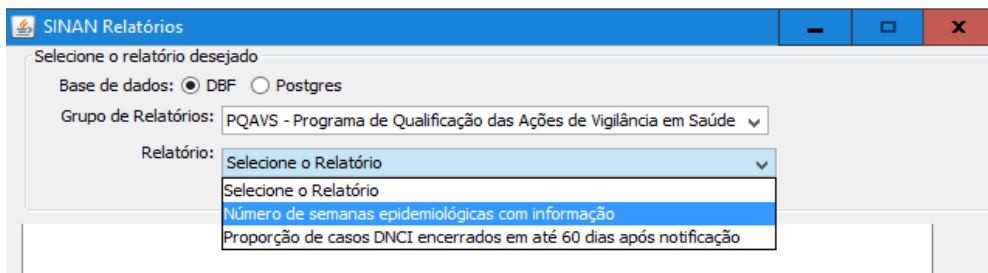 SINAN Relatórios
Selecione o relatório desejado
Base de dados: DBF Postgres
Grupo de Relatórios: PQAVS - Programa de Qualificação das Ações de Vigilância em Saúde
Relatório: Selecione o Relatório
Selecione o Relatório
Número de semanas epidemiológicas com informação
Proporção de casos DNCI encerrados em até 60 dias após notificação